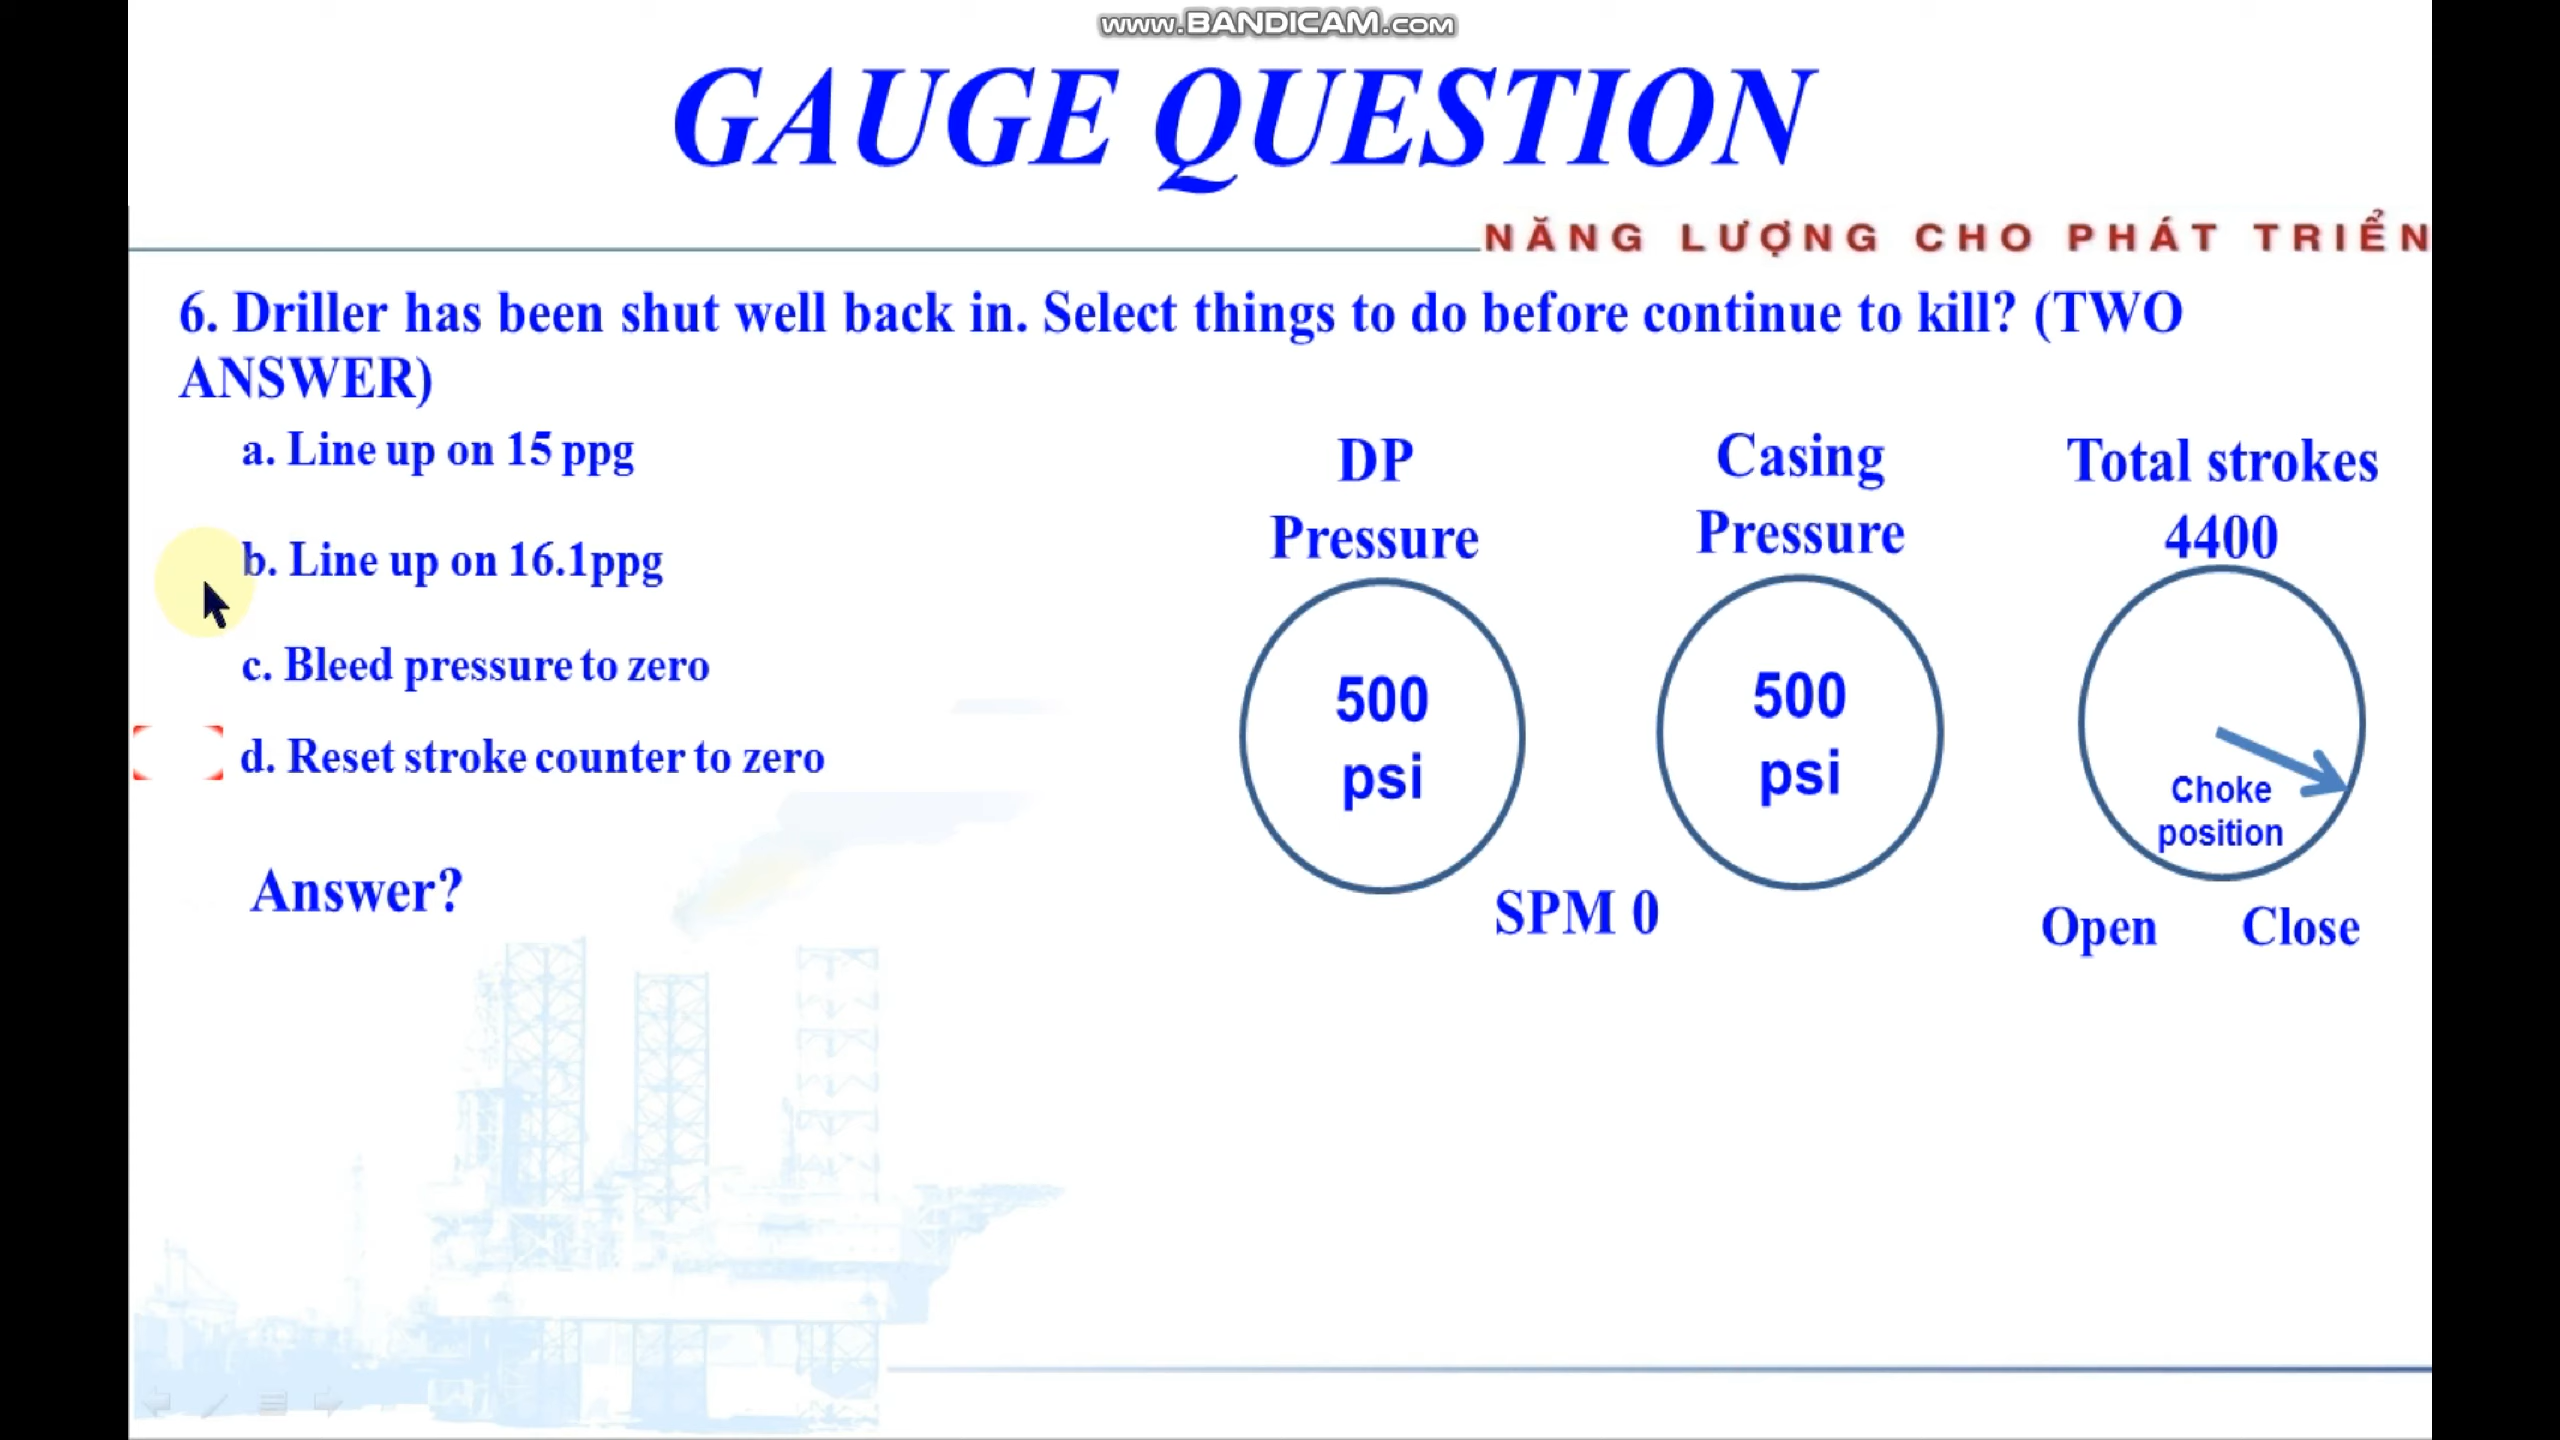 www.BANDICAM.com
GAUGE QUESTION
NĂNG LƯỢNG CHO PHÁT TRIỂN
6. Driller has been shut well back in. Select things to do before continue to kill? (TWO
ANSWER)
a. Line up on 15 ppg
b. Line up on 16.1ppg
c. Bleed pressure to zero
d. Reset stroke counter to zero
Answer?
DP
Pressure
500
psi
Casing
Pressure
500
psi
SPM 0
Total strokes
4400
Choke
position
Open Close